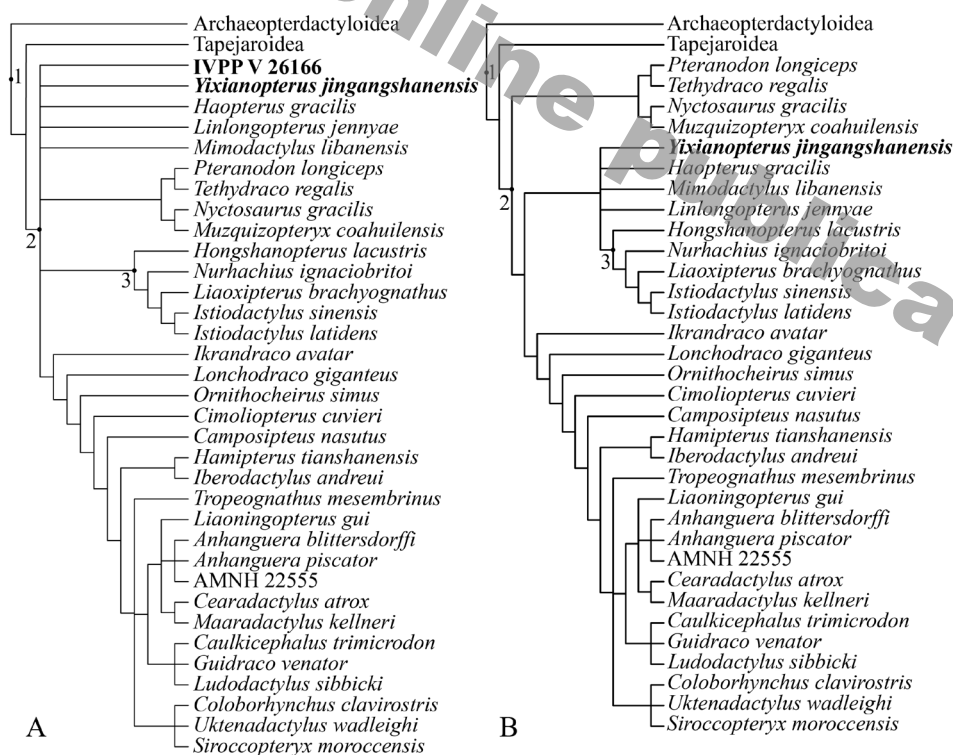 Archaeopterdactyloidea
Tapejaroidea
IVPP V 26166
Yixianopterus jingangshanensis
Haopterus gracilis
Linlongopterus jennyae
Mimodactylus libanensis
Pteranodon longiceps
Tethydraco regalis
Nyctosaurus gracilis
Muzquizopteryx coahuilensis
Hongshanopterus lacustris
Nurhachius ignaciobritoi
Liaoxipterus brachyognathus
Istiodactylus sinensis
Istiodactylus latidens
Ikrandraco avatar
Lonchodraco giganteus
Ornithocheirus simus
Cimoliopterus cuvieri
Camposipteus nasutus
Hamipterus tianshanensis
Iberodactylus andreui
Tropeognathus mesembrinus
Liaoningopterus gui
Anhanguera blittersdorffi
Anhanguera piscator
AMNH 22555
Cearadactylus atrox
Maaradactylus kellneri
Caulkicephalus trimicrodon
Guidraco venator
Ludodactylus sibbicki
Coloborhynchus clavirostris
Uktenadactylus wadleighi
Siroccopteryx moroccensis
1
2
3
A
Archaeopterdactyloidea
Tapejaroidea
Pteranodon longiceps
Tethydraco regalis
Nyctosaurus gracilis
Muzquizopteryx coahuilensis
Yixianopterus jingangshanensis
Haopterus gracilis
Mimodactylus libanensis
Linlongopterus jennyae
Hongshanopterus lacustris
Nurhachius ignaciobritoi
Liaoxipterus brachyognathus
Istiodactylus sinensis
Istiodactylus latidens
Ikrandraco avatar
Lonchodraco giganteus
Ornithocheirus simus
Cimoliopterus cuvieri
Camposipteus nasutus
Hamipterus tianshanensis
Iberodactylus andreui
Tropeognathus mesembrinus
Liaoningopterus gui
Anhanguera blittersdorffi
Anhanguera piscator
AMNH 22555
Cearadactylus atrox
Maaradactylus kellneri
Caulkicephalus trimicrodon
Guidraco venator
Ludodactylus sibbicki
Coloborhynchus clavirostris
Uktenadactylus wadleighi
Siroccopteryx moroccensis
1
2
3
B